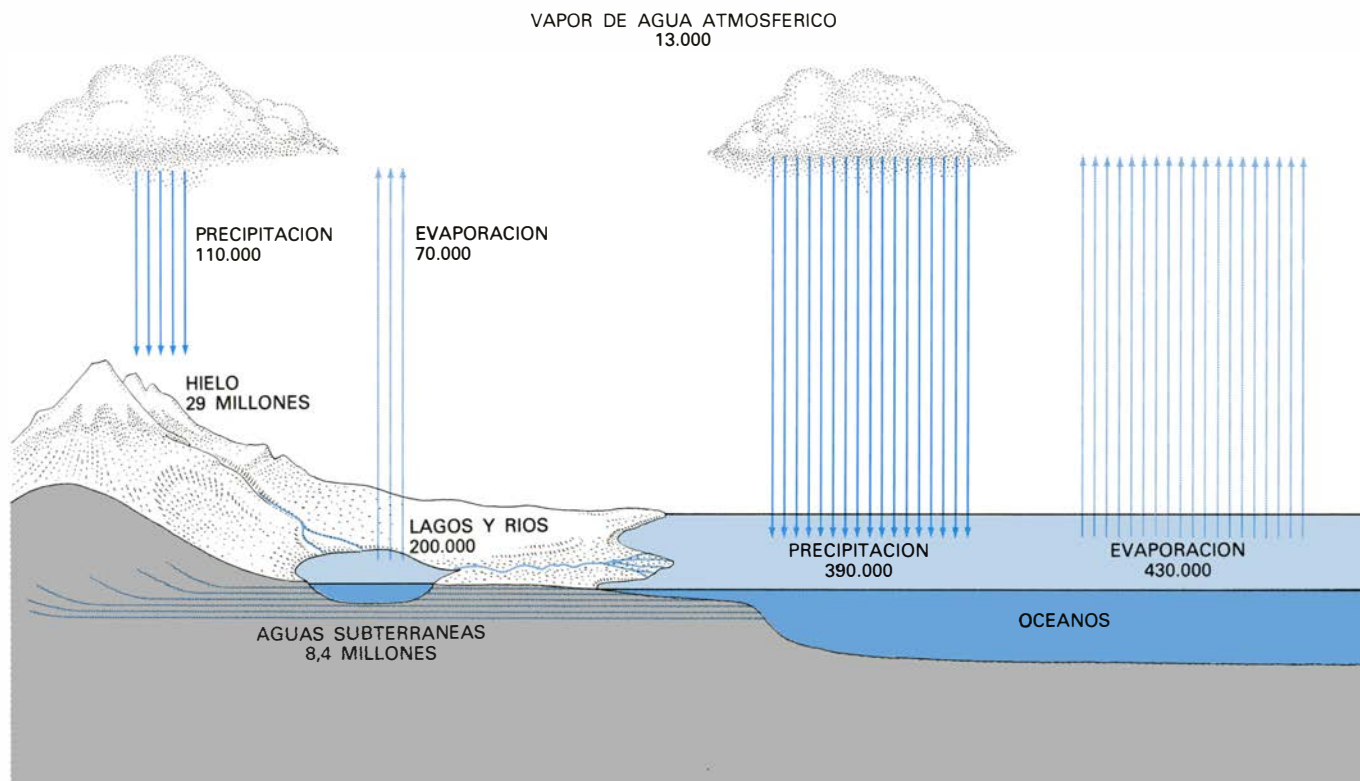 VAPOR DE AGUA ATMOSFERICO
13.000
PRECIPITACION
110.000
EVAPORACION
70.000
HIELO
29 MILLONES
LAGOS Y RIOS
200.000
PRECIPITACION
390.000
EVAPORACION
430.000
OCEANOS
AGUAS SUBTERRANEAS
8,4 MILLONES